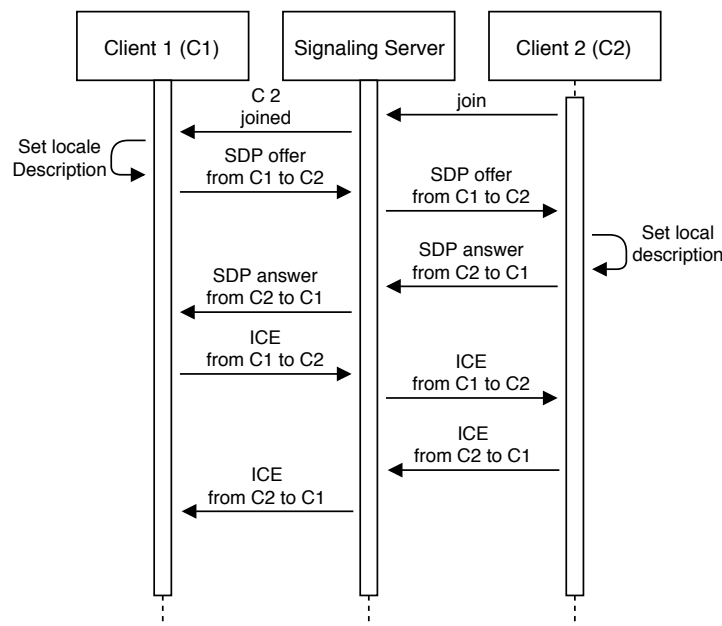 Client 1 (C1)
Signaling Server
Client 2 (C2)
C 2
joined
join
Set locale
Description
SDP offer
from C1 to C2
SDP offer
from C1 to C2
Set local
description
SDP answer
from C2 to C1
SDP answer
from C2 to C1
ICE
from C1 to C2
ICE
from C1 to C2
ICE
from C2 to C1
ICE
from C2 to C1